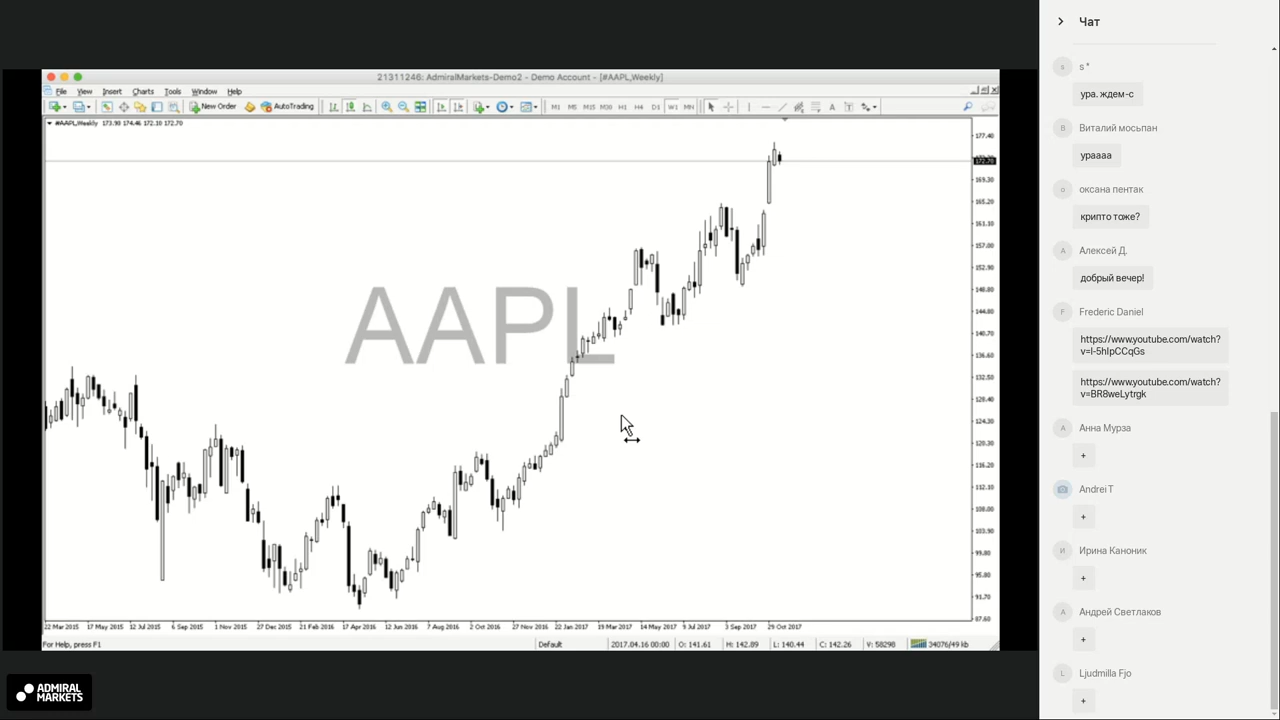 21311246: AdmiralMarkets-Demo2 - Demo Account - [#AAPL,Weekly]
File View Insert Charts Tools Window Help
New Order AutoTrading M1 M5 M15 M30 H1 H4 D1 W1 MN
#AAPL,Weekly 173.90 174.46 172.10 172.70
AAPL
177.40
172.70
169.30
165.20
161.10
157.00
152.90
148.80
144.80
140.70
136.60
132.50
128.40
124.30
120.30
116.20
112.10
108.00
103.90
99.80
95.80
91.70
87.60
22 Mar 2015 17 May 2015 12 Jul 2015 6 Sep 2015 1 Nov 2015 27 Dec 2015 21 Feb 2016 17 Apr 2016 12 Jun 2016 7 Aug 2016 2 Oct 2016 27 Nov 2016 22 Jan 2017 19 Mar 2017 14 May 2017 9 Jul 2017 3 Sep 2017 29 Oct 2017
For Help, press F1 Default 2017.04.16 00:00 O: 141.61 H: 142.89 L: 140.44 C: 142.26 V: 58298 34076/49 kb
ADMIRAL
MARKETS
Чат
s s *
ура. ждем-с
В Виталий мосьпан
ураааа
о оксана пентак
крипто тоже?
А Алексей Д.
добрый вечер!
F Frederic Daniel
https://www.youtube.com/watch?
v=l-5hIpCCqGs
https://www.youtube.com/watch?
v=BR8weLytrgk
А Анна Мурза
+
Andrei T
+
И Ирина Каноник
+
А Андрей Светлаков
+
L Ljudmilla Fjo
+